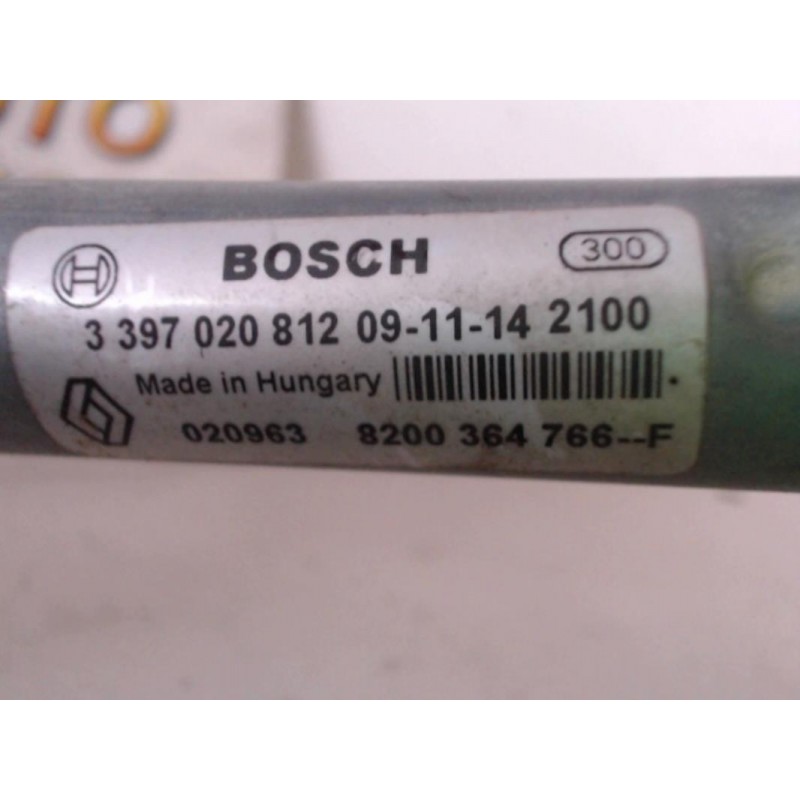 BOSCH 300
3 397 020 812 09-11-14 2100
Made in Hungary
020963 8200 364 766--F